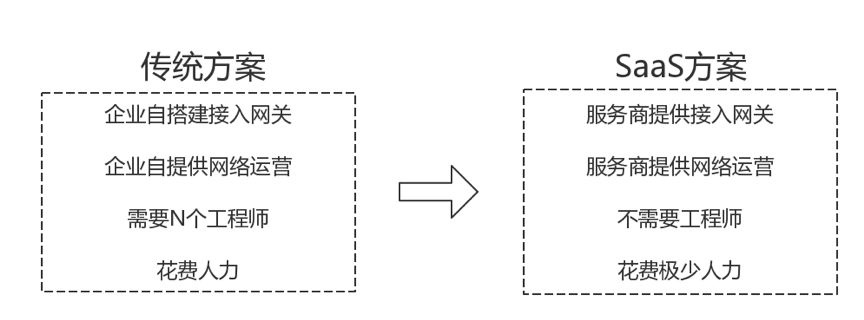 传统方案
企业自搭建接入网关
企业自提供网络运营
需要N个工程师
花费人力
SaaS方案
服务商提供接入网关
服务商提供网络运营
不需要工程师
花费极少人力